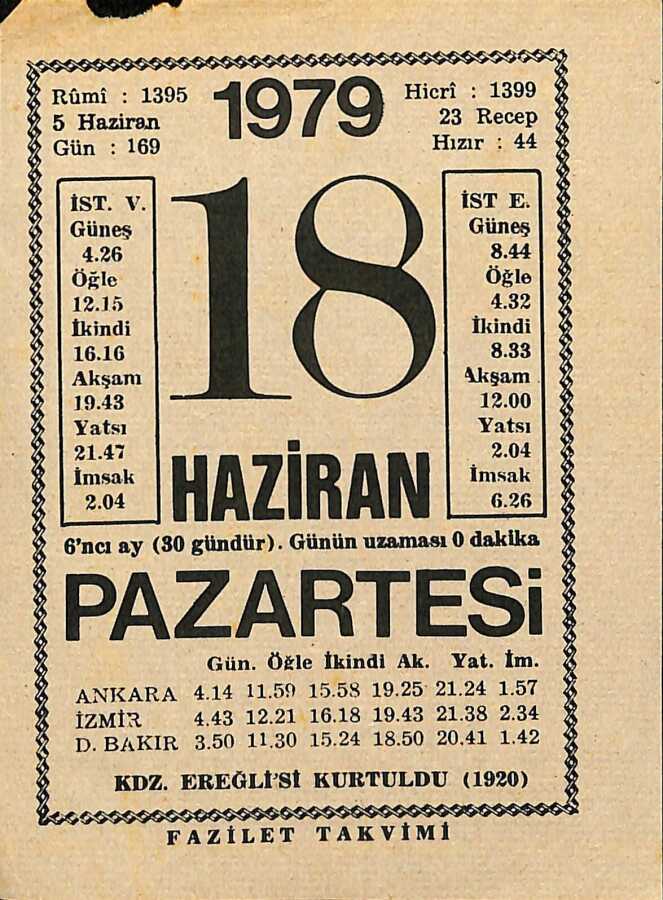 Rûmî : 1395
5 Haziran
Gün : 169
1979
Hicrî : 1399
23 Recep
Hızır : 44
İST. V.
Güneş
4.26
Öğle
12.15
İkindi
16.16
Akşam
19.43
Yatsı
21.47
İmsak
2.04
18
HAZİRAN
İST E.
Güneş
8.44
Öğle
4.32
İkindi
8.33
Akşam
12.00
Yatsı
2.04
İmsak
6.26
6'ncı ay (30 gündür). Günün uzaması 0 dakika
PAZARTESİ
Gün. Öğle İkindi Ak. Yat. İm.
ANKARA 4.14 11.59 15.58 19.25 21.24 1.57
İZMİR 4.43 12.21 16.18 19.43 21.38 2.34
D. BAKIR 3.50 11.30 15.24 18.50 20.41 1.42
KDZ. EREĞLİ'Sİ KURTULDU (1920)
FAZİLET TAKVİMİ